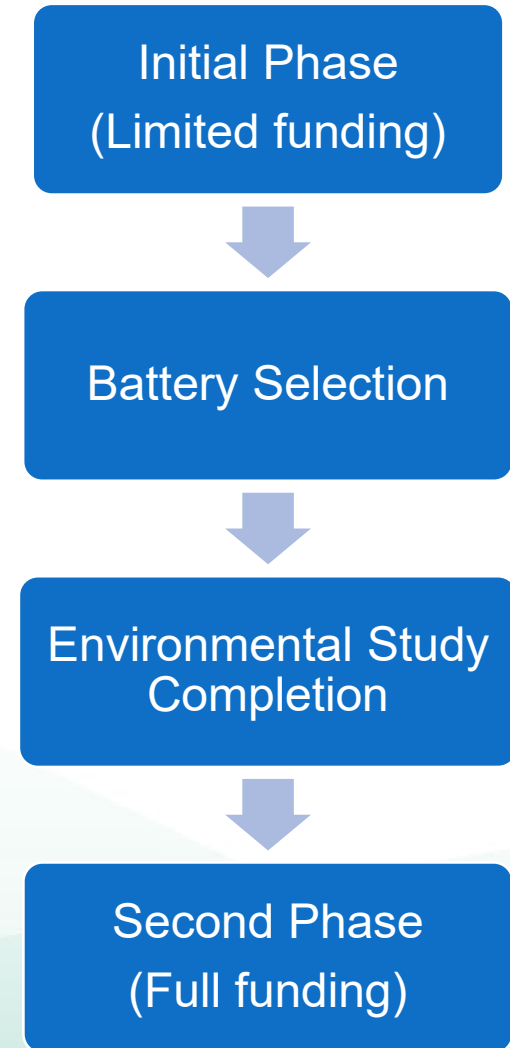 Initial Phase
(Limited funding)
Battery Selection
Environmental Study
Completion
Second Phase
(Full funding)